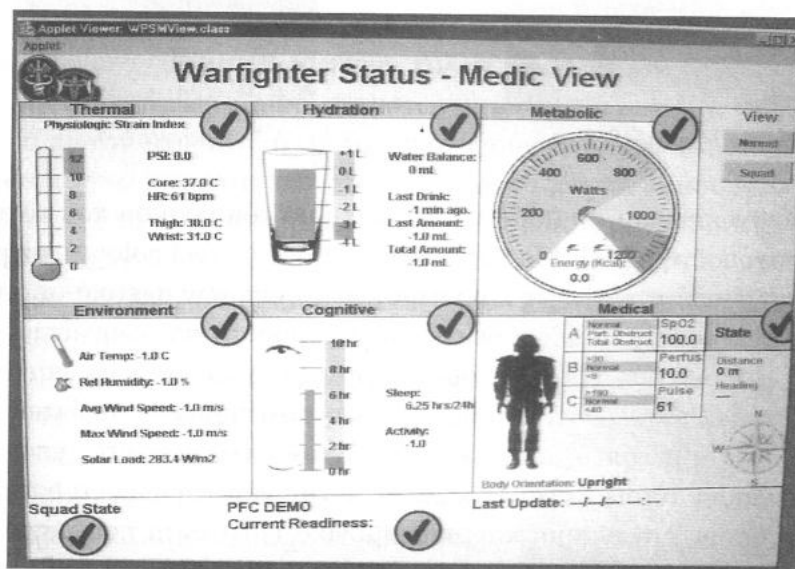 Applet Viewer: WPSMView.class
Applet
Warfighter Status - Medic View
Thermal
Physiologic Strain Index
12
10
8
6
4
2
0
PSI: 0.0
Core: 37.0 C
HR: 61 bpm
Thigh: 30.0 C
Wrist: 31.0 C
Hydration
+1 L
0 L
-1 L
-2 L
-3 L
-4 L
Water Balance:
0 mL
Last Drink:
-1 min ago.
Last Amount:
-1.0 mL
Total Amount:
-1.0 mL
Metabolic
0
200
400
600
800
1000
1200
Watts
Energy (Kcal):
0.0
View
Normal
Squad
Environment
Air Temp: -1.0 C
Rel Humidity: -1.0 %
Avg Wind Speed: -1.0 m/s
Max Wind Speed: -1.0 m/s
Solar Load: 283.4 W/m2
Cognitive
10 hr
8 hr
6 hr
4 hr
2 hr
0 hr
Sleep:
6.25 hrs/24h
Activity:
-1.0
Medical
A
Normal
Part. Obstruct
Total Obstruct
SpO2
100.0
B
Normal
Perfus
10.0
C
Normal
<40
Pulse
61
Body Orientation: Upright
State
Distance
0 m
Heading
---
N
W
S
Squad State
PFC DEMO
Current Readiness:
Last Update: --/--/-- --:--